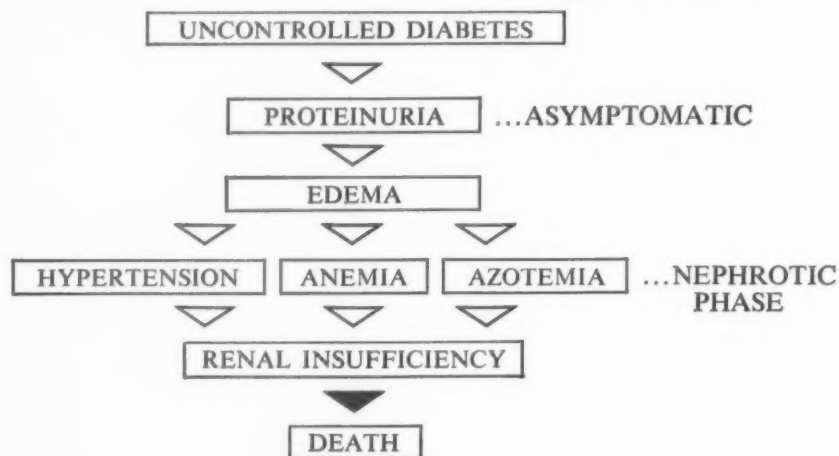 UNCONTROLLED DIABETES
PROTEINURIA ...ASYMPTOMATIC
EDEMA
HYPERTENSION ANEMIA AZOTEMIA ...NEPHROTIC
PHASE
RENAL INSUFFICIENCY
DEATH